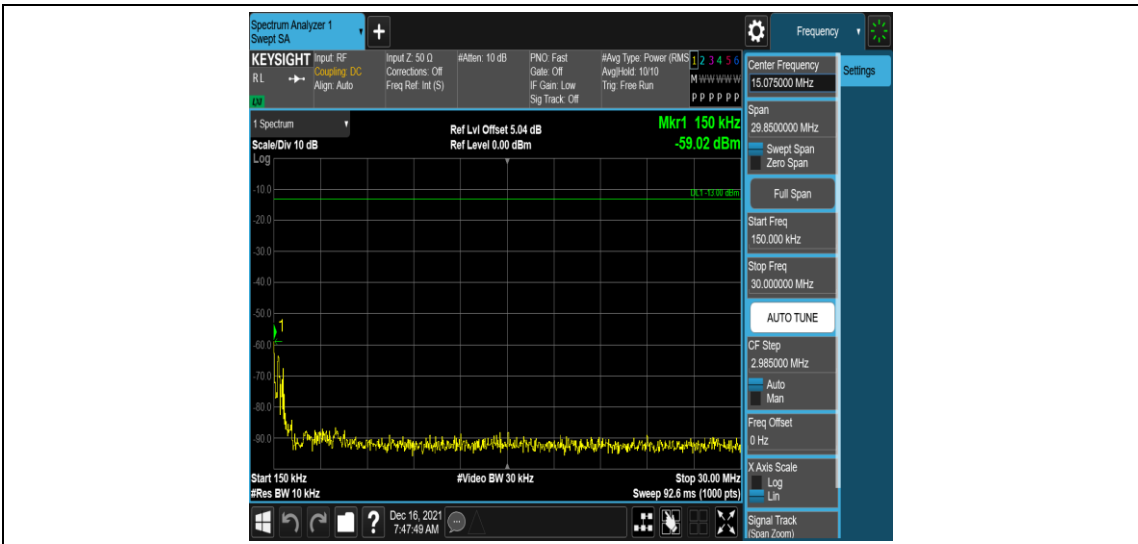 Spectrum Analyzer 1
Swept SA
+
Frequency
KEYSIGHT
RL
LXI
Input: RF
Coupling: DC
Align: Auto
Input Z: 50 Ω
Corrections: Off
Freq Ref: Int (S)
#Atten: 10 dB
PNO: Fast
Gate: Off
IF Gain: Low
Sig Track: Off
#Avg Type: Power (RMS
Avg|Hold: 10/10
Trig: Free Run
1 2 3 4 5 6
M W W W W W
P P P P P P
Center Frequency
15.075000 MHz
Settings
Span
29.8500000 MHz
Swept Span
Zero Span
Full Span
Start Freq
150.000 kHz
Stop Freq
30.000000 MHz
AUTO TUNE
CF Step
2.985000 MHz
Auto
Man
Freq Offset
0 Hz
X Axis Scale
Log
Lin
Signal Track
(Span Zoom)
1 Spectrum
Scale/Div 10 dB
Log
Ref Lvl Offset 5.04 dB
Ref Level 0.00 dBm
Mkr1 150 kHz
-59.02 dBm
DL1 -13.00 dBm
-10.0
-20.0
-30.0
-40.0
-50.0
1
-60.0
-70.0
-80.0
-90.0
Start 150 kHz
#Video BW 30 kHz
Stop 30.00 MHz
#Res BW 10 kHz
Sweep 92.6 ms (1000 pts)
?
Dec 16, 2021
7:47:49 AM